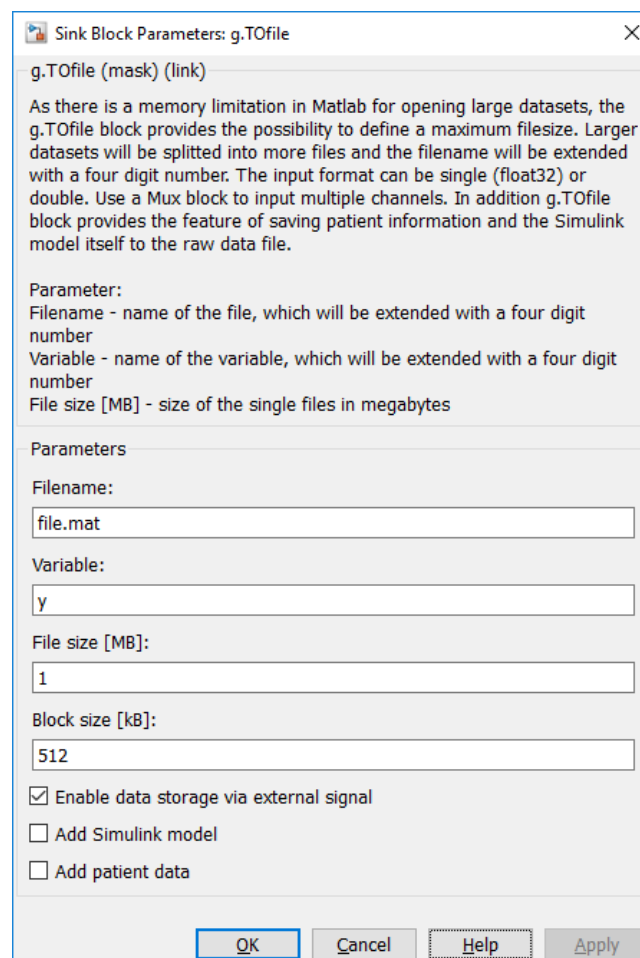 Sink Block Parameters: g.TOfile
g.TOfile (mask) (link)
As there is a memory limitation in Matlab for opening large datasets, the
g.TOfile block provides the possibility to define a maximum filesize. Larger
datasets will be splitted into more files and the filename will be extended
with a four digit number. The input format can be single (float32) or
double. Use a Mux block to input multiple channels. In addition g.TOfile
block provides the feature of saving patient information and the Simulink
model itself to the raw data file.
Parameter:
Filename - name of the file, which will be extended with a four digit
number
Variable - name of the variable, which will be extended with a four digit
number
File size [MB] - size of the single files in megabytes
Parameters
Filename:
file.mat
Variable:
y
File size [MB]:
1
Block size [kB]:
512
Enable data storage via external signal
Add Simulink model
Add patient data
OK Cancel Help Apply